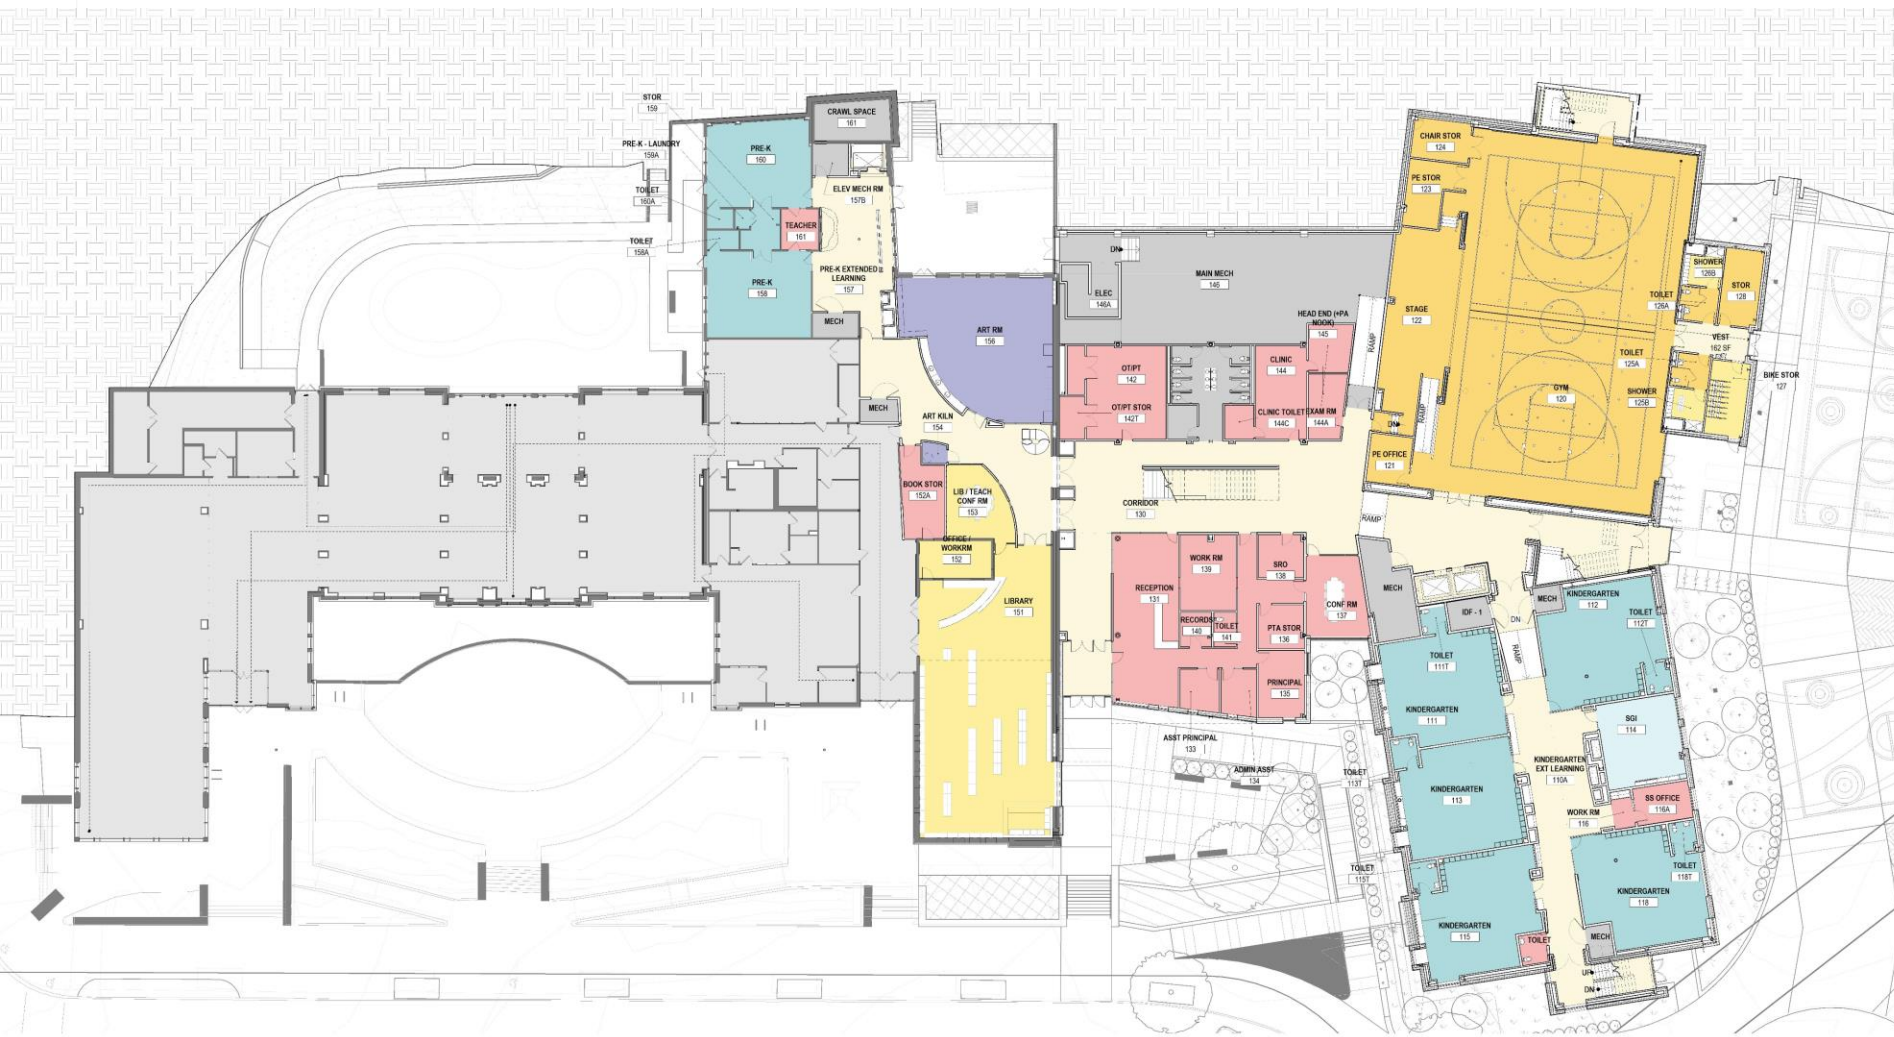 STOR
159
CRAWL SPACE
161
PRE-K - LAUNDRY
159A
PRE-K
160
TOILET
160A
ELEV MECH RM
157B
TEACHER
161
TOILET
158A
PRE-K EXTENDED
LEARNING
157
PRE-K
158
MECH
ART RM
156
MECH
ART KILN
154
BOOK STOR
152A
LIB / TEACH
CONF RM
153
OFFICE /
WORKRM
152
LIBRARY
151
DN
MAIN MECH
146
ELEC
146A
HEAD END (+PA
NOOK)
145
OT/PT
142
CLINIC
144
OT/PT STOR
142T
CLINIC TOILET
144C
EXAM RM
144A
RAMP
CORRIDOR
130
RAMP
RECEPTION
131
WORK RM
139
SRO
138
CONF RM
137
RECORDS
140
TOILET
141
PTA STOR
136
PRINCIPAL
135
ASST PRINCIPAL
133
ADMIN ASST
134
CHAIR STOR
124
PE STOR
123
STAGE
122
RAMP
DN
PE OFFICE
121
GYM
120
SHOWER
126B
TOILET
126A
STOR
128
VEST
162 SF
TOILET
125A
SHOWER
125B
BIKE STOR
127
MECH
IDF - 1
DN
RAMP
MECH
KINDERGARTEN
112
TOILET
112T
TOILET
111T
KINDERGARTEN
111
SGI
114
KINDERGARTEN
EXT LEARNING
110A
TOILET
113T
KINDERGARTEN
113
SS OFFICE
116A
WORK RM
116
TOILET
115T
TOILET
118T
KINDERGARTEN
118
KINDERGARTEN
115
TOILET
MECH
UP
DN